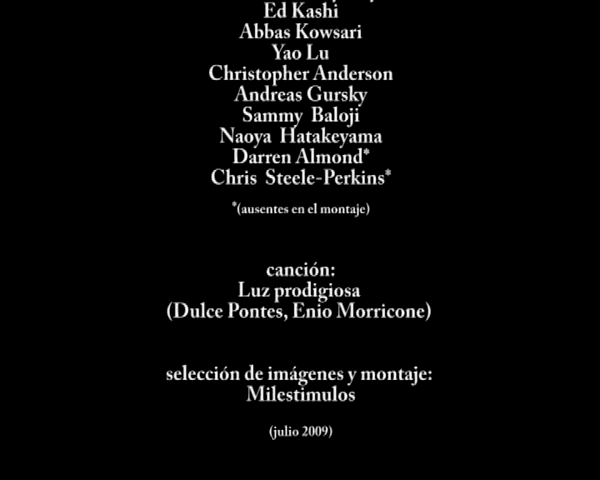 Ed Kashi
Abbas Kowsari
Yao Lu
Christopher Anderson
Andreas Gursky
Sammy Baloji
Naoya Hatakeyama
Darren Almond*
Chris Steele-Perkins*
*(ausentes en el montaje)
canción:
Luz prodigiosa
(Dulce Pontes, Enio Morricone)
selección de imágenes y montaje:
Milestimulos
(julio 2009)